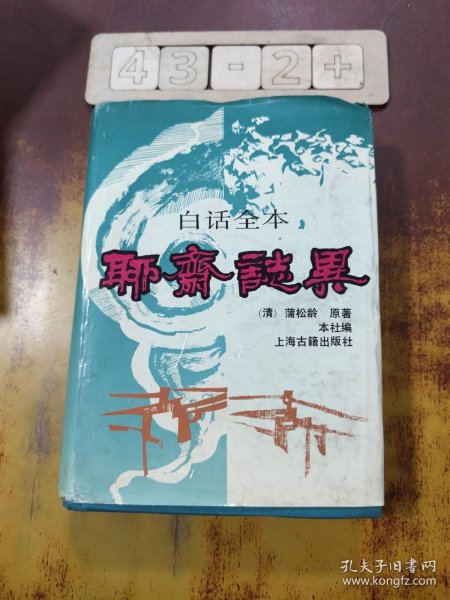 43-2+
白话全本
聊齋誌異
(清) 蒲松龄 原著
本社编
上海古籍出版社
孔夫子旧书网
www.kongfz.com